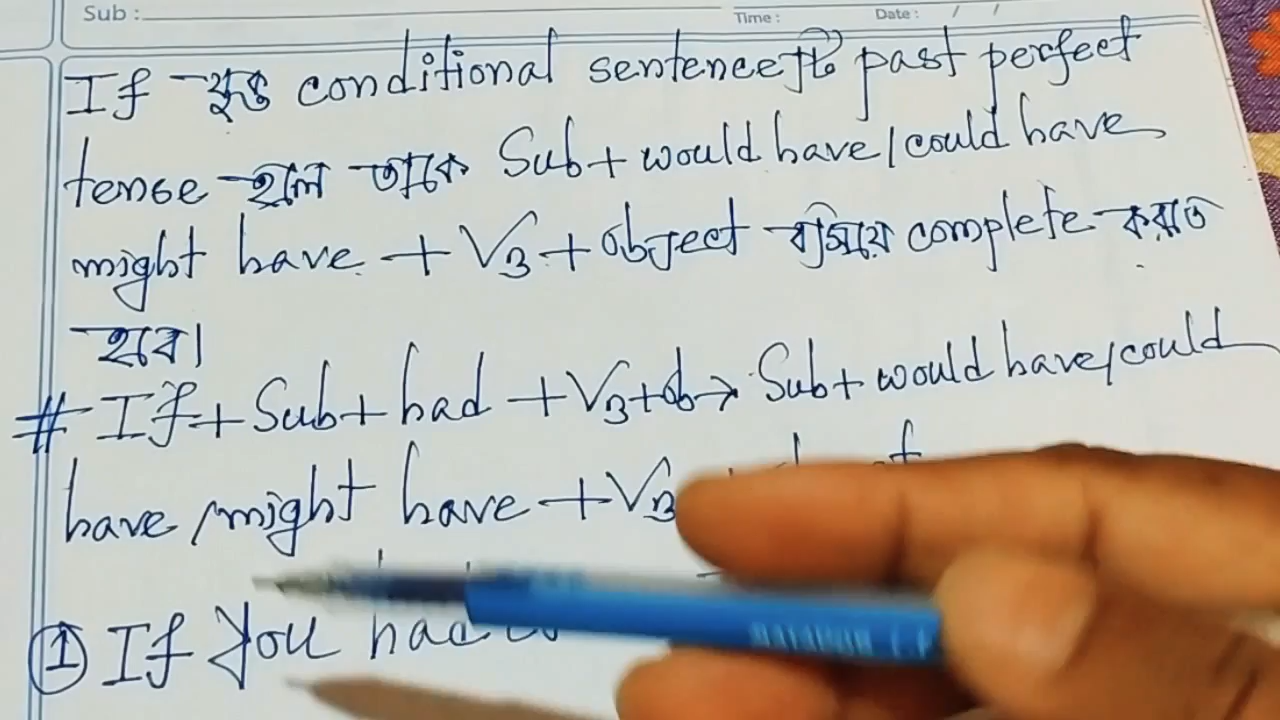 Sub :
Time : Date : / /
If যুক্ত conditional sentence টি past perfect
tense হলে তাকে Sub + would have / could have
might have + V3 + object বসিয়ে complete করতে
হবে।
# If + Sub + had + V3 + ob → Sub + would have / could
have / might have + V3
① If you had